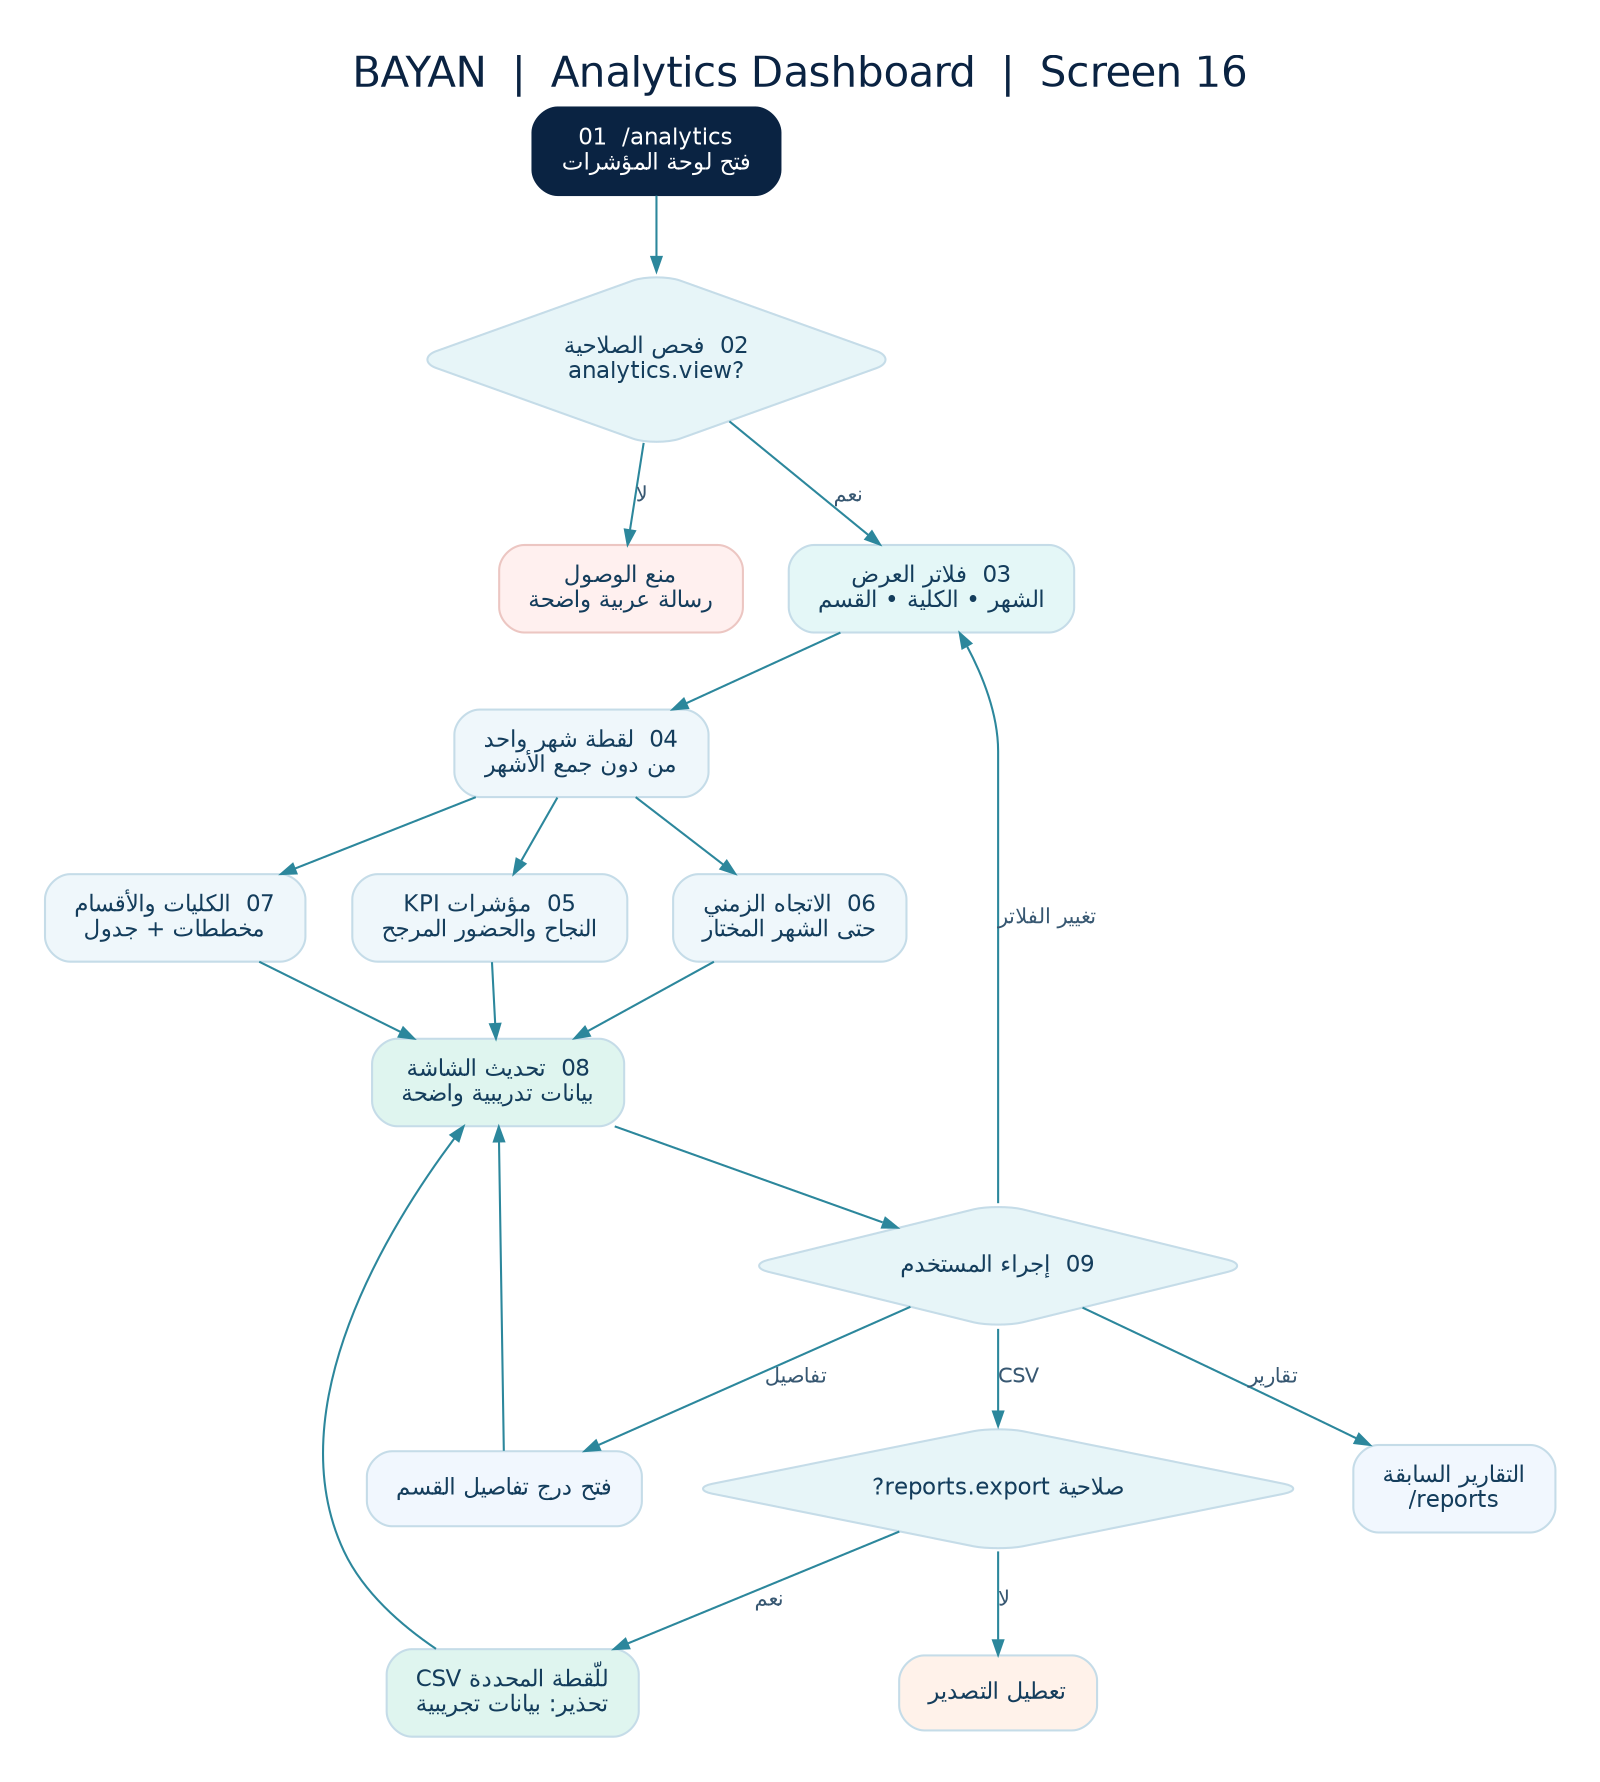 BAYAN | Analytics Dashboard | Screen 16
01 /analytics
فتح لوحة المؤشرات
02 فحص الصلاحية
analytics.view?
لا
نعم
منع الوصول
رسالة عربية واضحة
03 فلاتر العرض
الشهر • الكلية • القسم
04 لقطة شهر واحد
من دون جمع الأشهر
07 الكليات والأقسام
مخططات + جدول
05 مؤشرات KPI
النجاح والحضور المرجح
06 الاتجاه الزمني
حتى الشهر المختار
تغيير الفلاتر
08 تحديث الشاشة
بيانات تدريبية واضحة
09 إجراء المستخدم
تفاصيل
CSV
تقارير
فتح درج تفاصيل القسم
صلاحية reports.export?
التقارير السابقة
/reports
نعم
لا
CSV للّقطة المحددة
تحذير: بيانات تجريبية
تعطيل التصدير